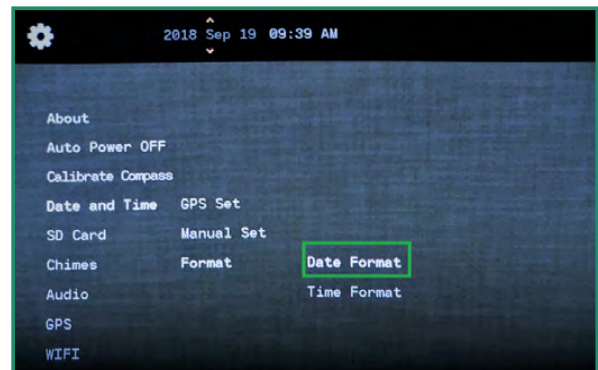 2018 Sep 19 09:39 AM
About
Auto Power OFF
Calibrate Compass
Date and Time GPS Set
SD Card Manual Set
Chimes Format Date Format
Audio Time Format
GPS
WIFI